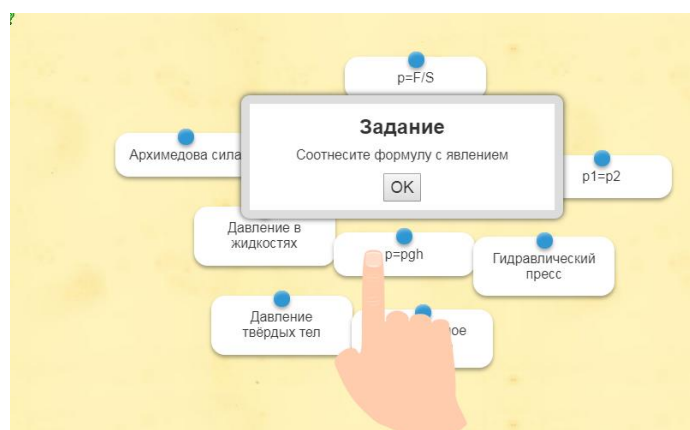 p=F/S
Задание
Соотнесите формулу с явлением
OK
Архимедова сила
p1=p2
Давление в
жидкостях
p=pgh
Гидравлический
пресс
Давление
твёрдых тел